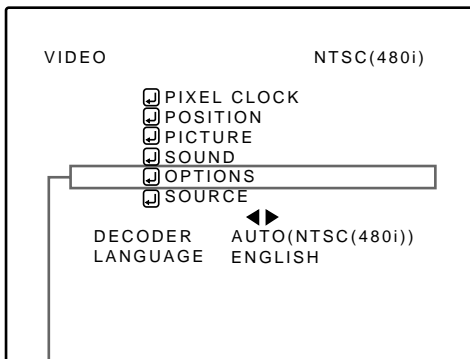 VIDEO NTSC(480i)
PIXEL CLOCK
POSITION
PICTURE
SOUND
OPTIONS
SOURCE
DECODER AUTO(NTSC(480i))
LANGUAGE ENGLISH